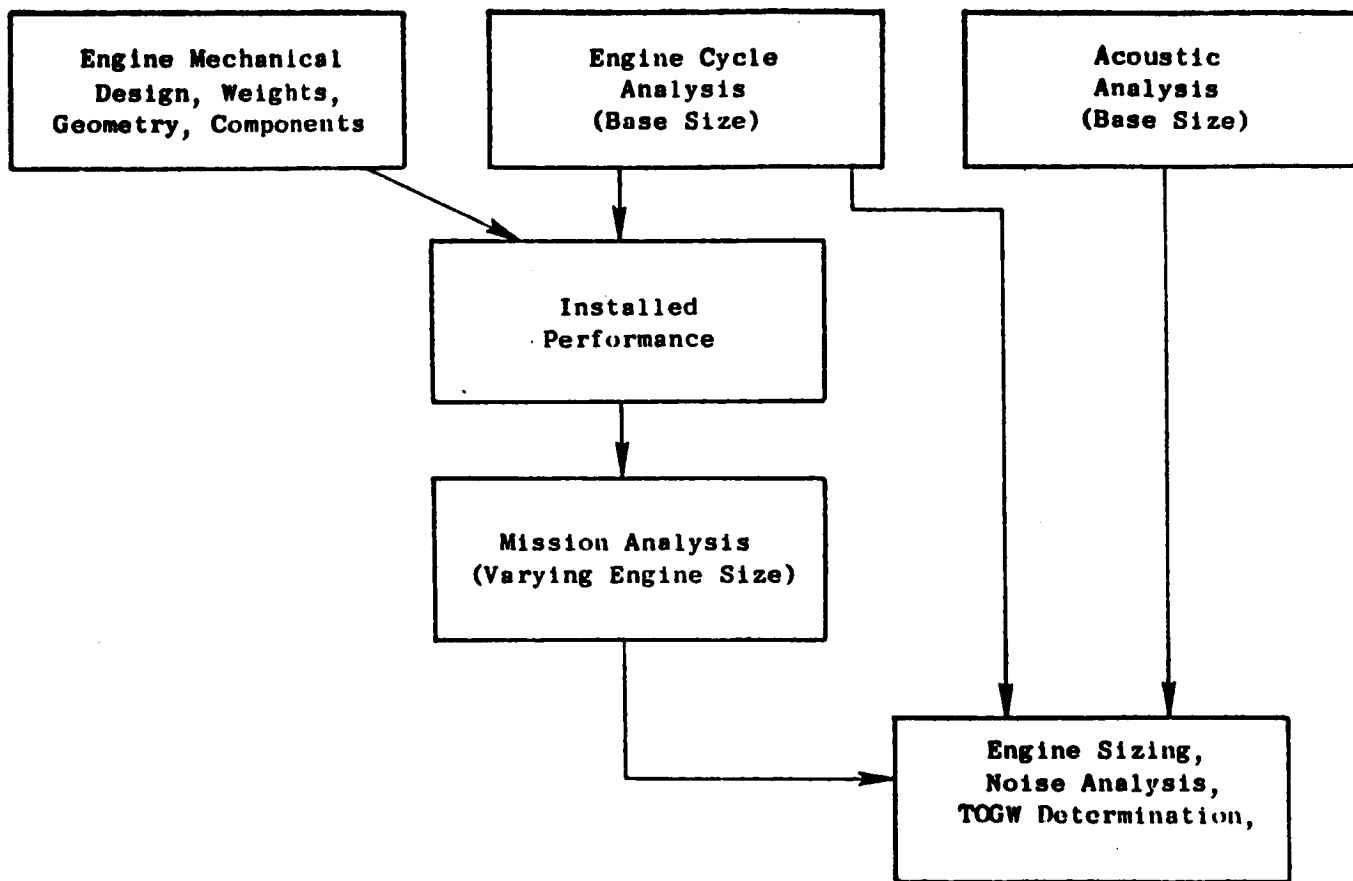 Engine Mechanical
Design, Weights,
Geometry, Components
Engine Cycle
Analysis
(Base Size)
Acoustic
Analysis
(Base Size)
Installed
Performance
Mission Analysis
(Varying Engine Size)
Engine Sizing,
Noise Analysis,
TOGW Determination,